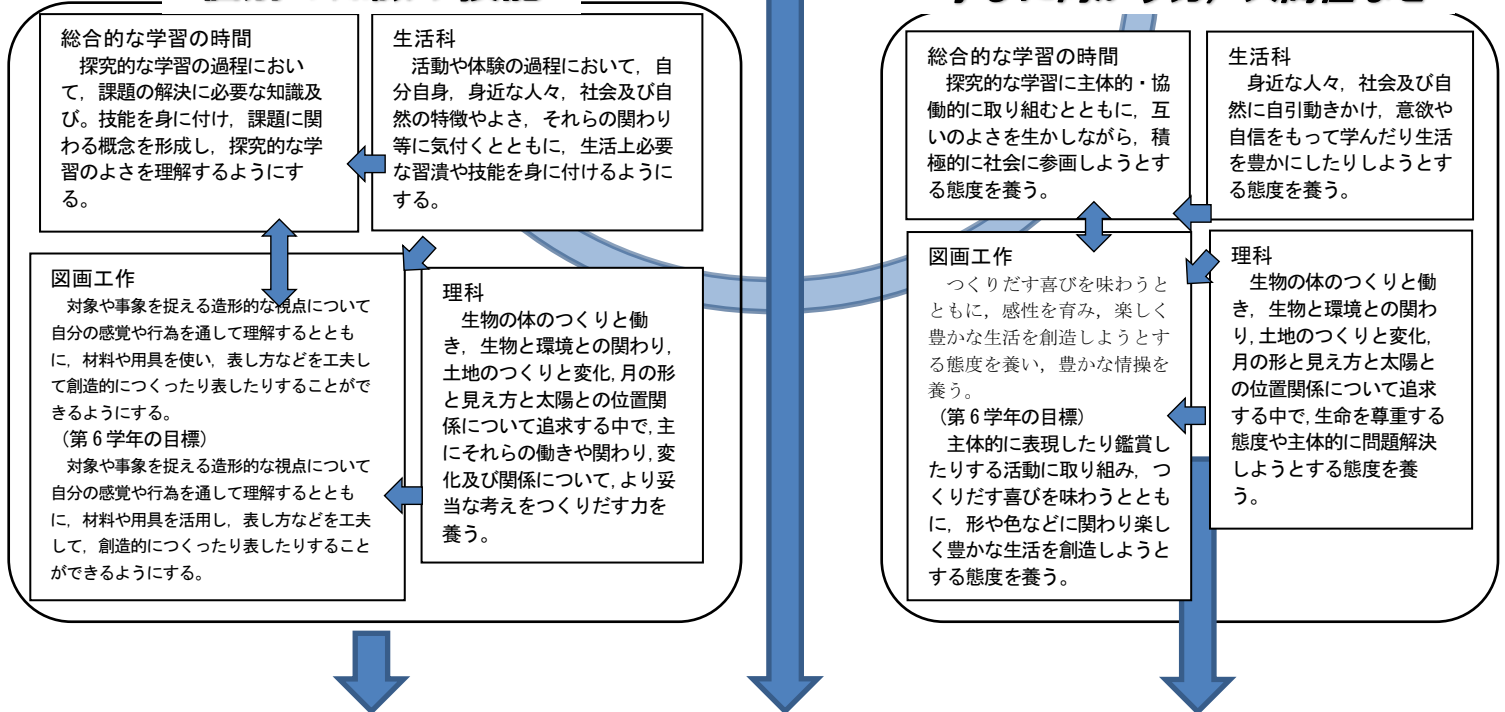 総合的な学習の時間
探究的な学習の過程におい
て，課題の解決に必要な知識及
び。技能を身に付け，課題に関
わる概念を形成し，探究的な学
習のよさを理解するようにす
る。
生活科
活動や体験の過程において，自
分自身，身近な人々，社会及び自
然の特徴やよさ，それらの関わり
等に気付くとともに，生活上必要
な習潰や技能を身に付けるように
する。
図画工作
対象や事象を捉える造形的な視点について
自分の感覚や行為を通して理解するととも
に，材料や用具を使い，表し方などを工夫し
て創造的につくったり表したりすることがで
きるようにする。
（第６学年の目標）
対象や事象を捉える造形的な視点について
自分の感覚や行為を通して理解するととも
に，材料や用具を活用し，表し方などを工夫
して，創造的につくったり表したりすること
ができるようにする。
理科
生物の体のつくりと働
き，生物と環境との関わり，
土地のつくりと変化，月の形
と見え方と太陽との位置関
係について追求する中で，主
にそれらの働きや関わり，変
化及び関係について，より妥
当な考えをつくりだす力を
養う。
総合的な学習の時間
探究的な学習に主体的・協
働的に取り組むとともに，互
いのよさを生かしながら，積
極的に社会に参画しようとす
る態度を養う。
生活科
身近な人々，社会及び自
然に自引動きかけ，意欲や
自信をもって学んだり生活
を豊かにしたりしようとす
る態度を養う。
図画工作
つくりだす喜びを味わうと
ともに，感性を育み，楽しく
豊かな生活を創造しようとす
る態度を養い，豊かな情操を
養う。
（第６学年の目標）
主体的に表現したり鑑賞し
たりする活動に取り組み，つ
くりだす喜びを味わうととも
に，形や色などに関わり楽し
く豊かな生活を創造しようと
する態度を養う。
理科
生物の体のつくりと働
き，生物と環境との関わ
り，土地のつくりと変化，
月の形と見え方と太陽と
の位置関係について追求
する中で，生命を尊重する
態度や主体的に問題解決
しようとする態度を養
う。